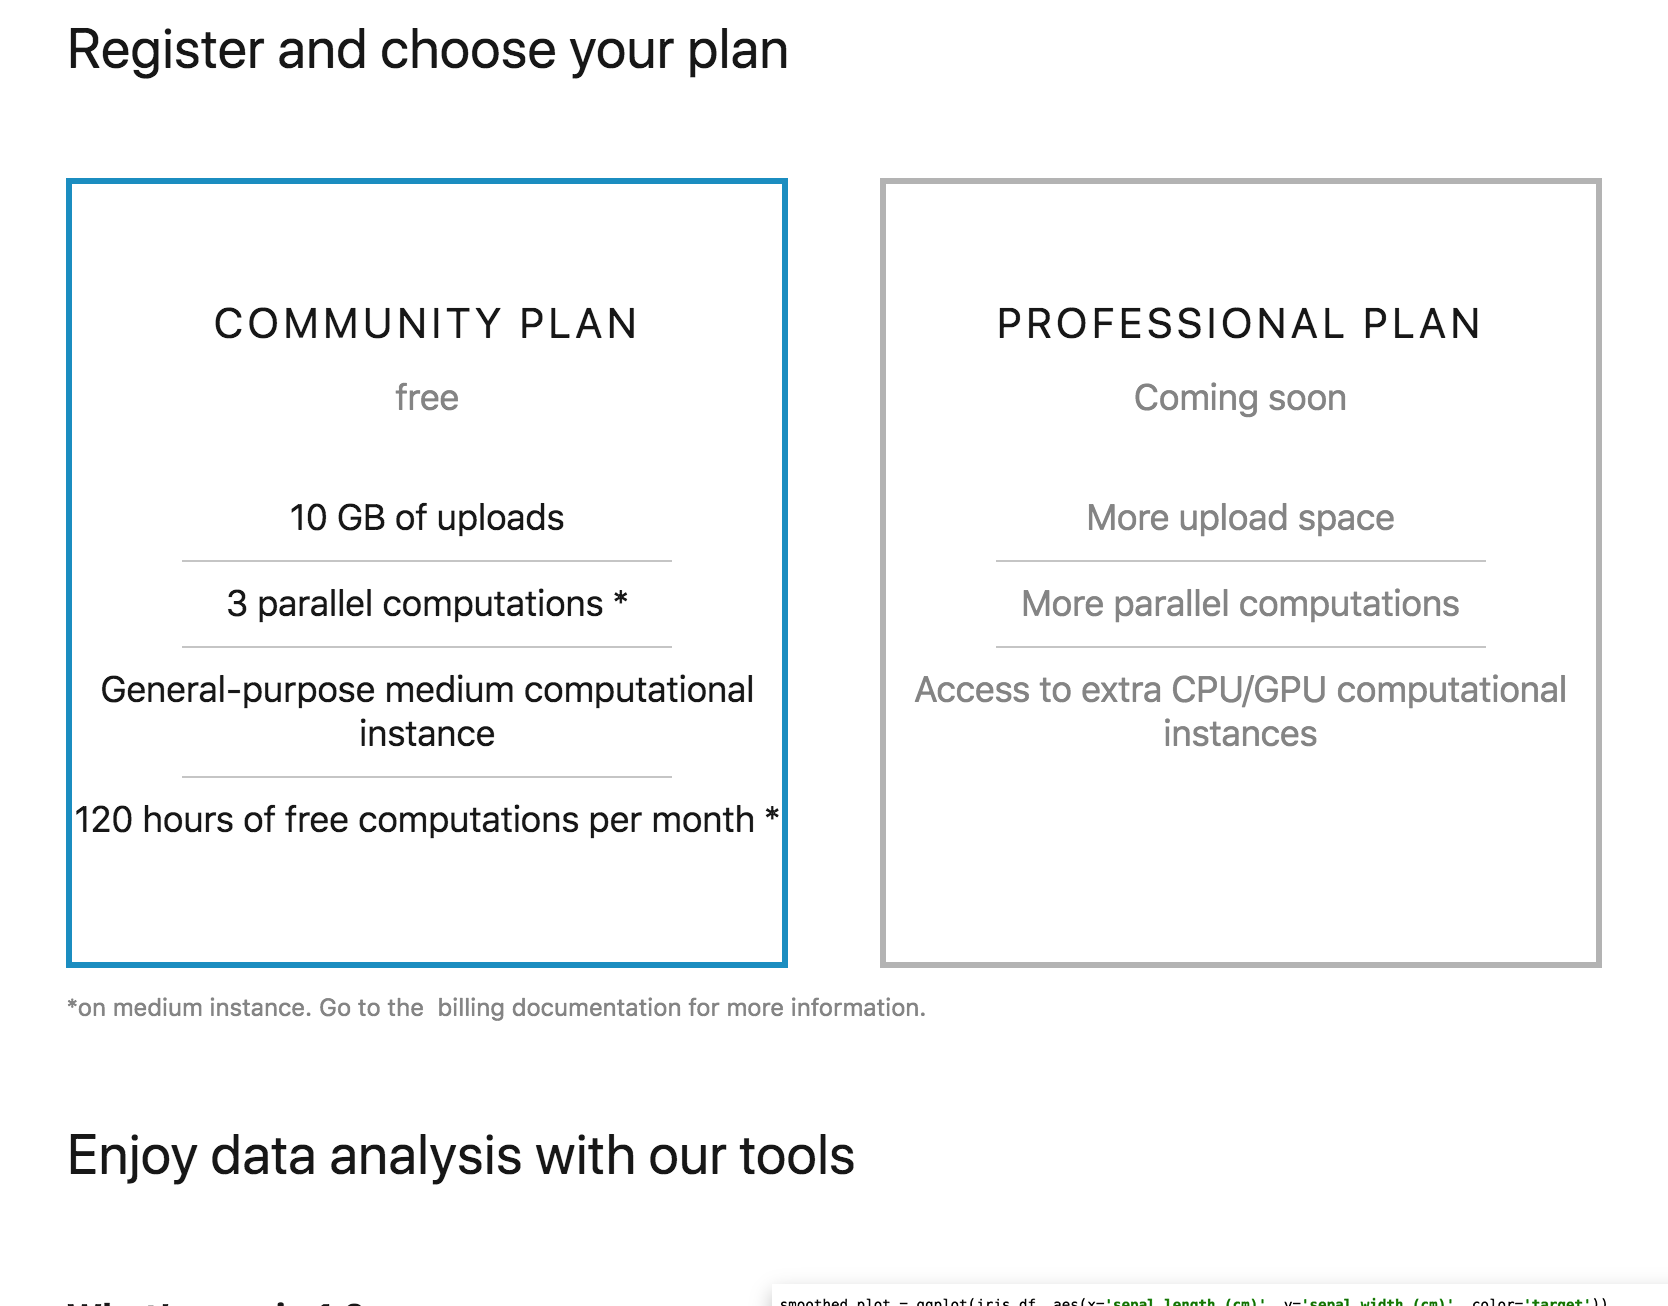 Register and choose your plan
COMMUNITY PLAN
free
10 GB of uploads
3 parallel computations *
General-purpose medium computational
instance
120 hours of free computations per month *
PROFESSIONAL PLAN
Coming soon
More upload space
More parallel computations
Access to extra CPU/GPU computational
instances
*on medium instance. Go to the  billing documentation for more information.
Enjoy data analysis with our tools
smoothed_plot = ggplot(iris_df, aes(x='sepal length (cm)', y='sepal width (cm)', color='target'))